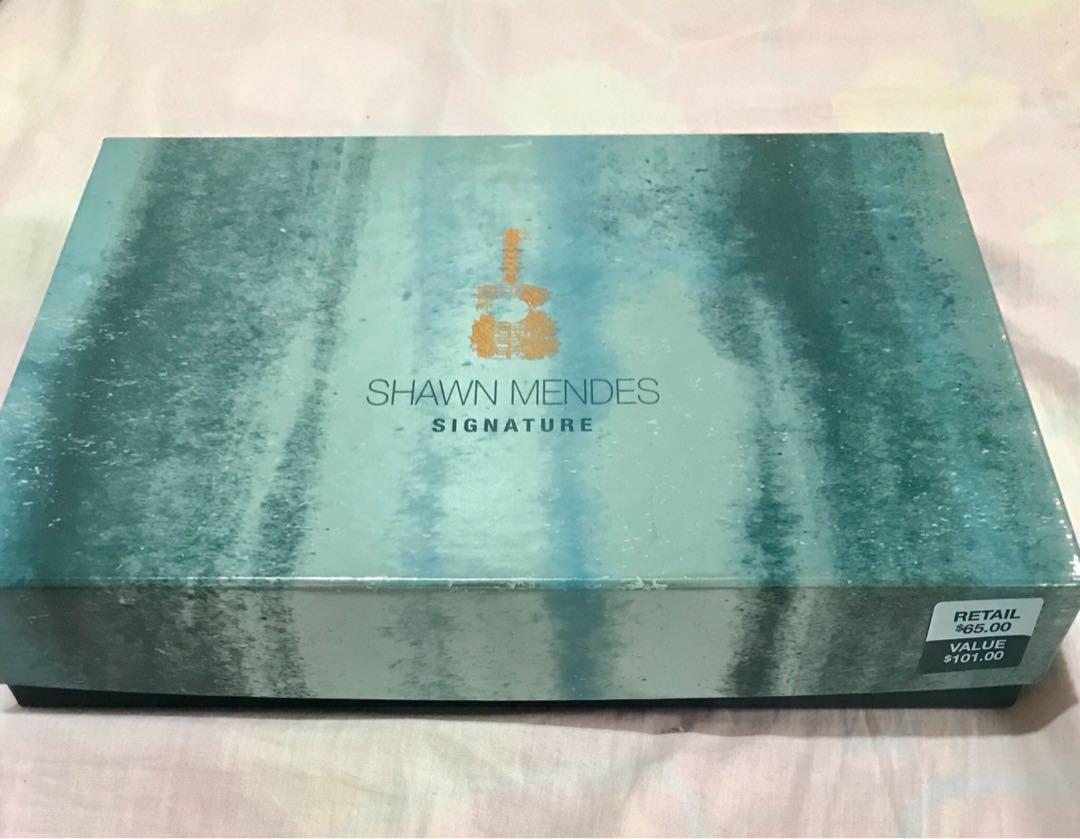 SHAWN MENDES
SIGNATURE
RETAIL
$65.00
VALUE
$101.00